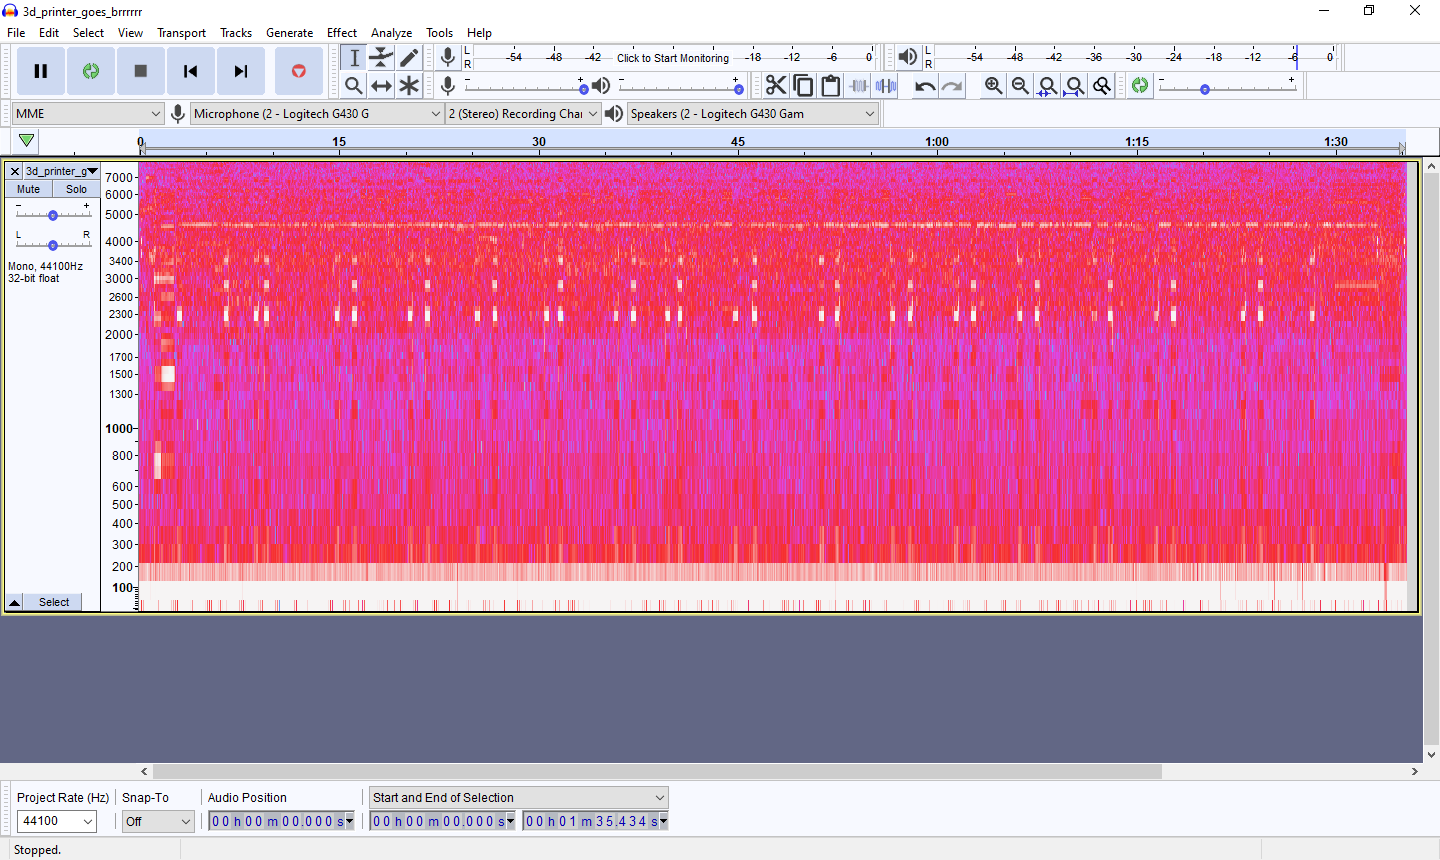 3d_printer_goes_brrrrrr
File Edit Select View Transport Tracks Generate Effect Analyze Tools Help
L
R
-54 -48 -42 Click to Start Monitoring -18 -12 -6 0
L
R
-54 -48 -42 -36 -30 -24 -18 -12 -6 0
- +
- +
- +
MME
Microphone (2 - Logitech G430 G
2 (Stereo) Recording Char
Speakers (2 - Logitech G430 Gam
0 15 30 45 1:00 1:15 1:30
3d_printer_g
Mute Solo
- +
L R
Mono, 44100Hz
32-bit float
Select
7000
6000
5000
4000
3400
3000
2600
2300
2000
1700
1500
1300
1000
800
600
500
400
300
200
100
Project Rate (Hz) Snap-To Audio Position Start and End of Selection
44100 Off 00 h 00 m 00.000 s 00 h 00 m 00.000 s 00 h 01 m 35.434 s
Stopped.